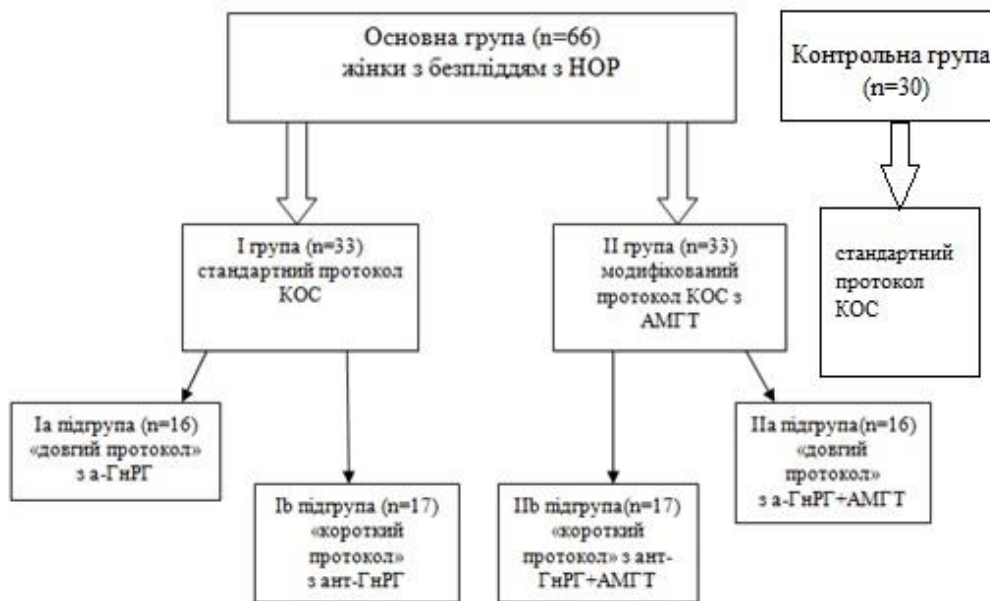 Основна група (n=66)
жінки з безпліддям з НОР
Контрольна група
(n=30)
І група (n=33)
стандартний протокол
КОС
ІІ група (n=33)
модифікований
протокол КОС з
АМГТ
стандартний
протокол
КОС
Іа підгрупа (n=16)
«довгий протокол»
з а-ГнРГ
Іb підгрупа (n=17)
«короткий
протокол»
з ант-ГнРГ
ІІb підгрупа(n=17)
«короткий
протокол» з ант-
ГнРГ+АМГТ
ІІа підгрупа(n=16)
«довгий
протокол»
з а-ГнРГ+АМГТ